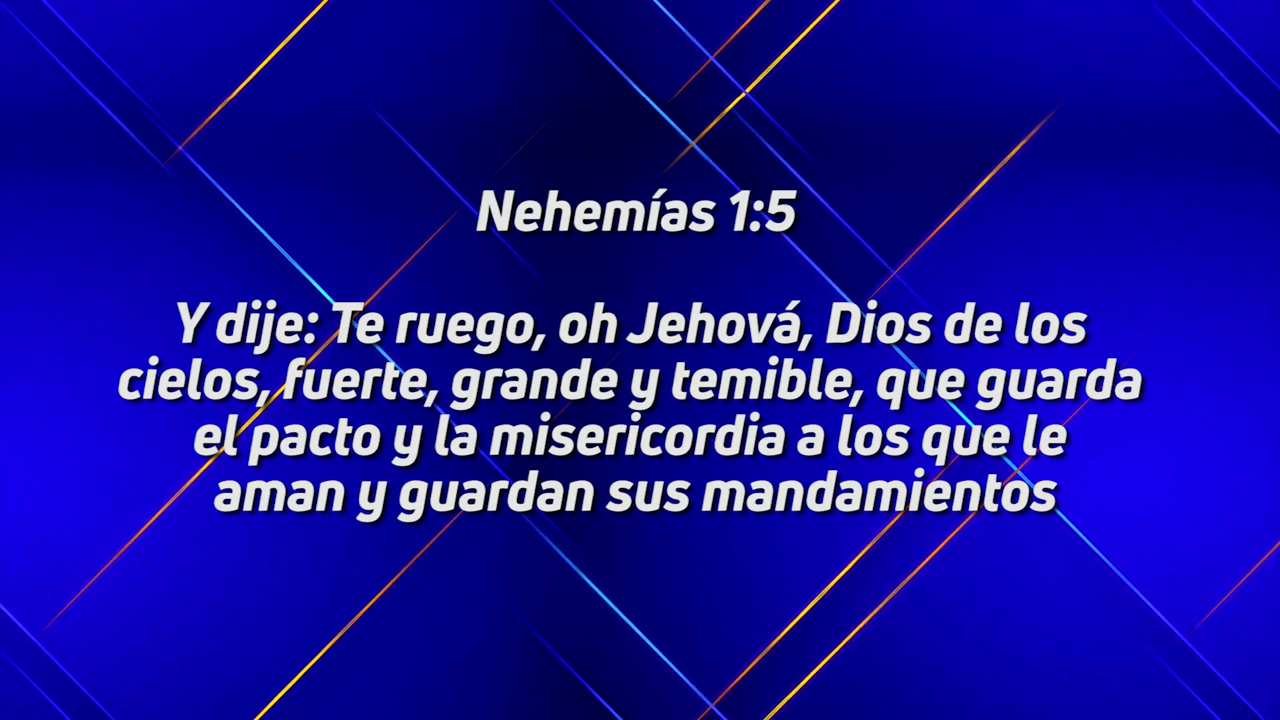 Nehemías 1:5
Y dije: Te ruego, oh Jehová, Dios de los
cielos, fuerte, grande y temible, que guarda
el pacto y la misericordia a los que le
aman y guardan sus mandamientos